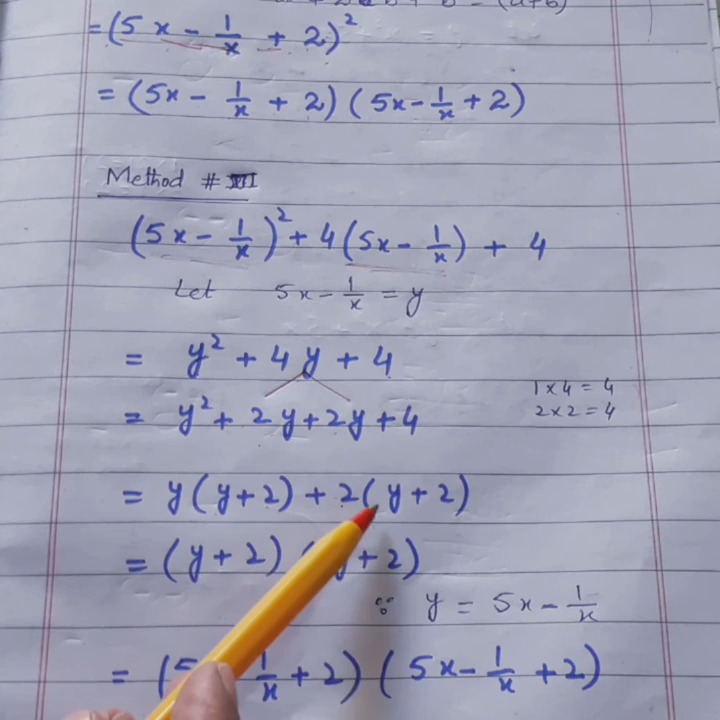 = (5x - 1/x + 2)²
= (5x - 1/x + 2) (5x - 1/x + 2)
Method # III
(5x - 1/x)² + 4(5x - 1/x) + 4
Let 5x - 1/x = y
= y² + 4y + 4
1 x 4 = 4
= y² + 2y + 2y + 4
2 x 2 = 4
= y(y+2) + 2(y+2)
= (y+2) (y+2)
∵ y = 5x - 1/x
= (5 1/x + 2) (5x - 1/x + 2)